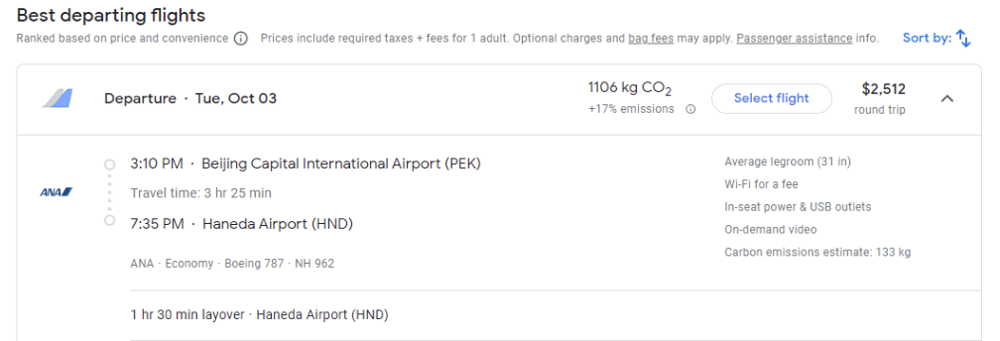 Best departing flights
Ranked based on price and convenience Prices include required taxes + fees for 1 adult. Optional charges and bag fees may apply. Passenger assistance info. Sort by:
Departure · Tue, Oct 03
1106 kg CO2
+17% emissions
Select flight
$2,512
round trip
ANA
3:10 PM · Beijing Capital International Airport (PEK)
Travel time: 3 hr 25 min
7:35 PM · Haneda Airport (HND)
ANA · Economy · Boeing 787 · NH 962
Average legroom (31 in)
Wi-Fi for a fee
In-seat power & USB outlets
On-demand video
Carbon emissions estimate: 133 kg
1 hr 30 min layover · Haneda Airport (HND)